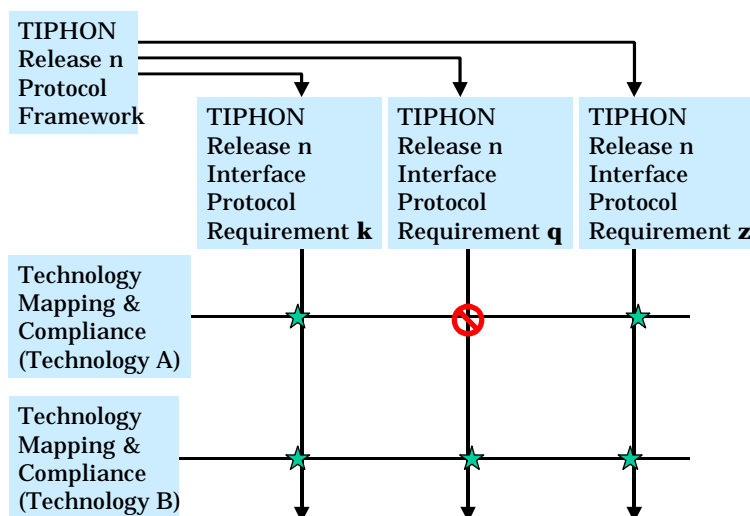 TIPHON
Release n
Protocol
Framework
TIPHON
Release n
Interface
Protocol
Requirement k
TIPHON
Release n
Interface
Protocol
Requirement q
TIPHON
Release n
Interface
Protocol
Requirement z
Technology
Mapping &
Compliance
(Technology A)
Technology
Mapping &
Compliance
(Technology B)